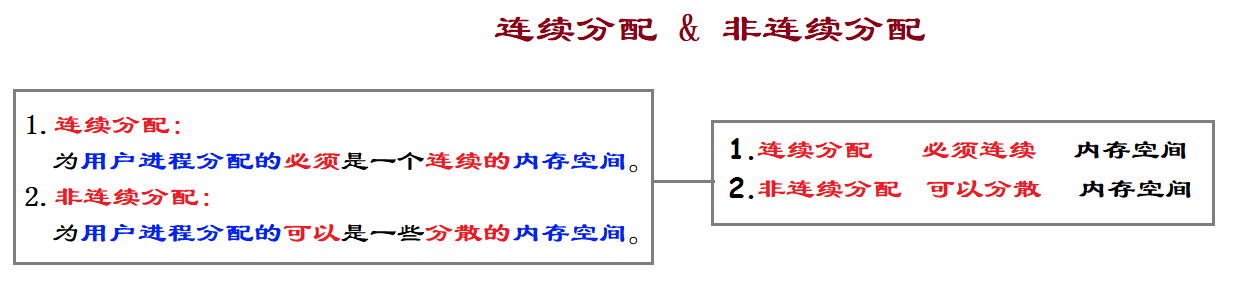 连续分配 & 非连续分配
1.连续分配:
为用户进程分配的必须是一个连续的内存空间。
2.非连续分配:
为用户进程分配的可以是一些分散的内存空间。
1.连续分配 必须连续 内存空间
2.非连续分配 可以分散 内存空间